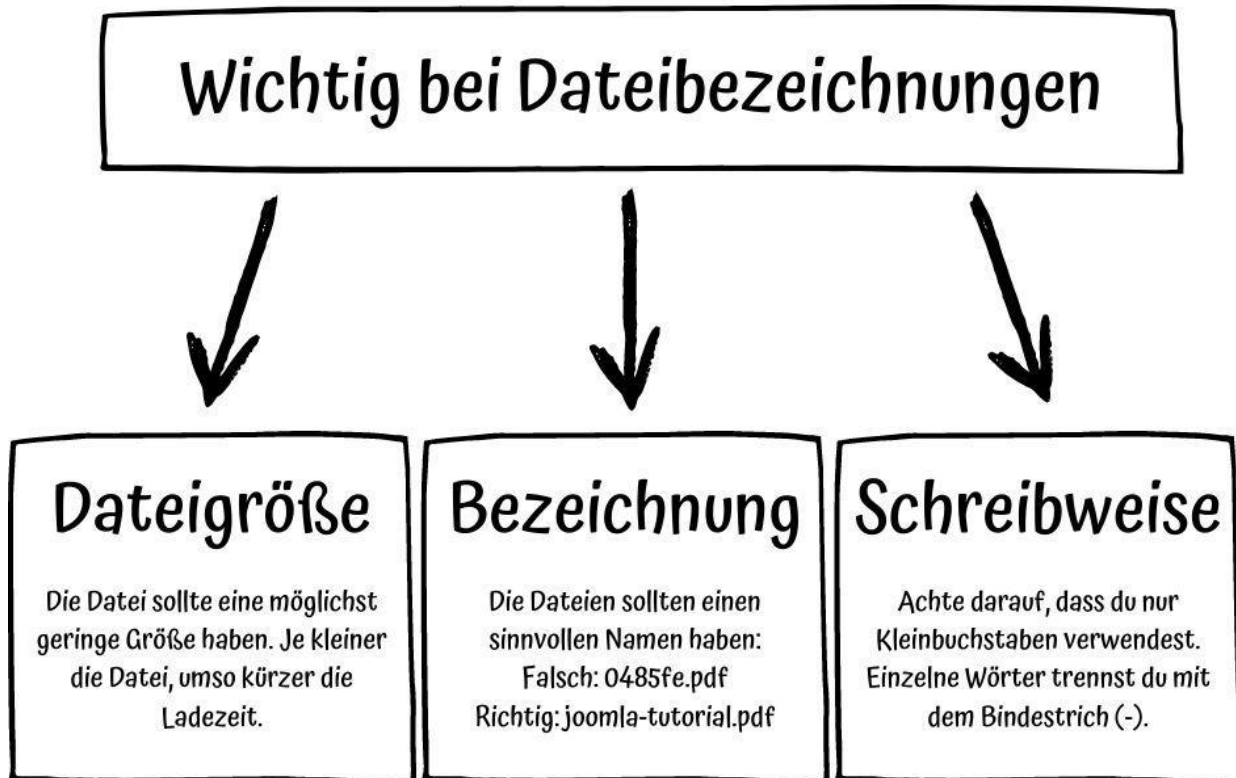 Wichtig bei Dateibezeichnungen
Dateigröße
Die Datei sollte eine möglichst
geringe Größe haben. Je kleiner
die Datei, umso kürzer die
Ladezeit.
Bezeichnung
Die Dateien sollten einen
sinnvollen Namen haben:
Falsch: 0485fe.pdf
Richtig: joomla-tutorial.pdf
Schreibweise
Achte darauf, dass du nur
Kleinbuchstaben verwendest.
Einzelne Wörter trennst du mit
dem Bindestrich (-).